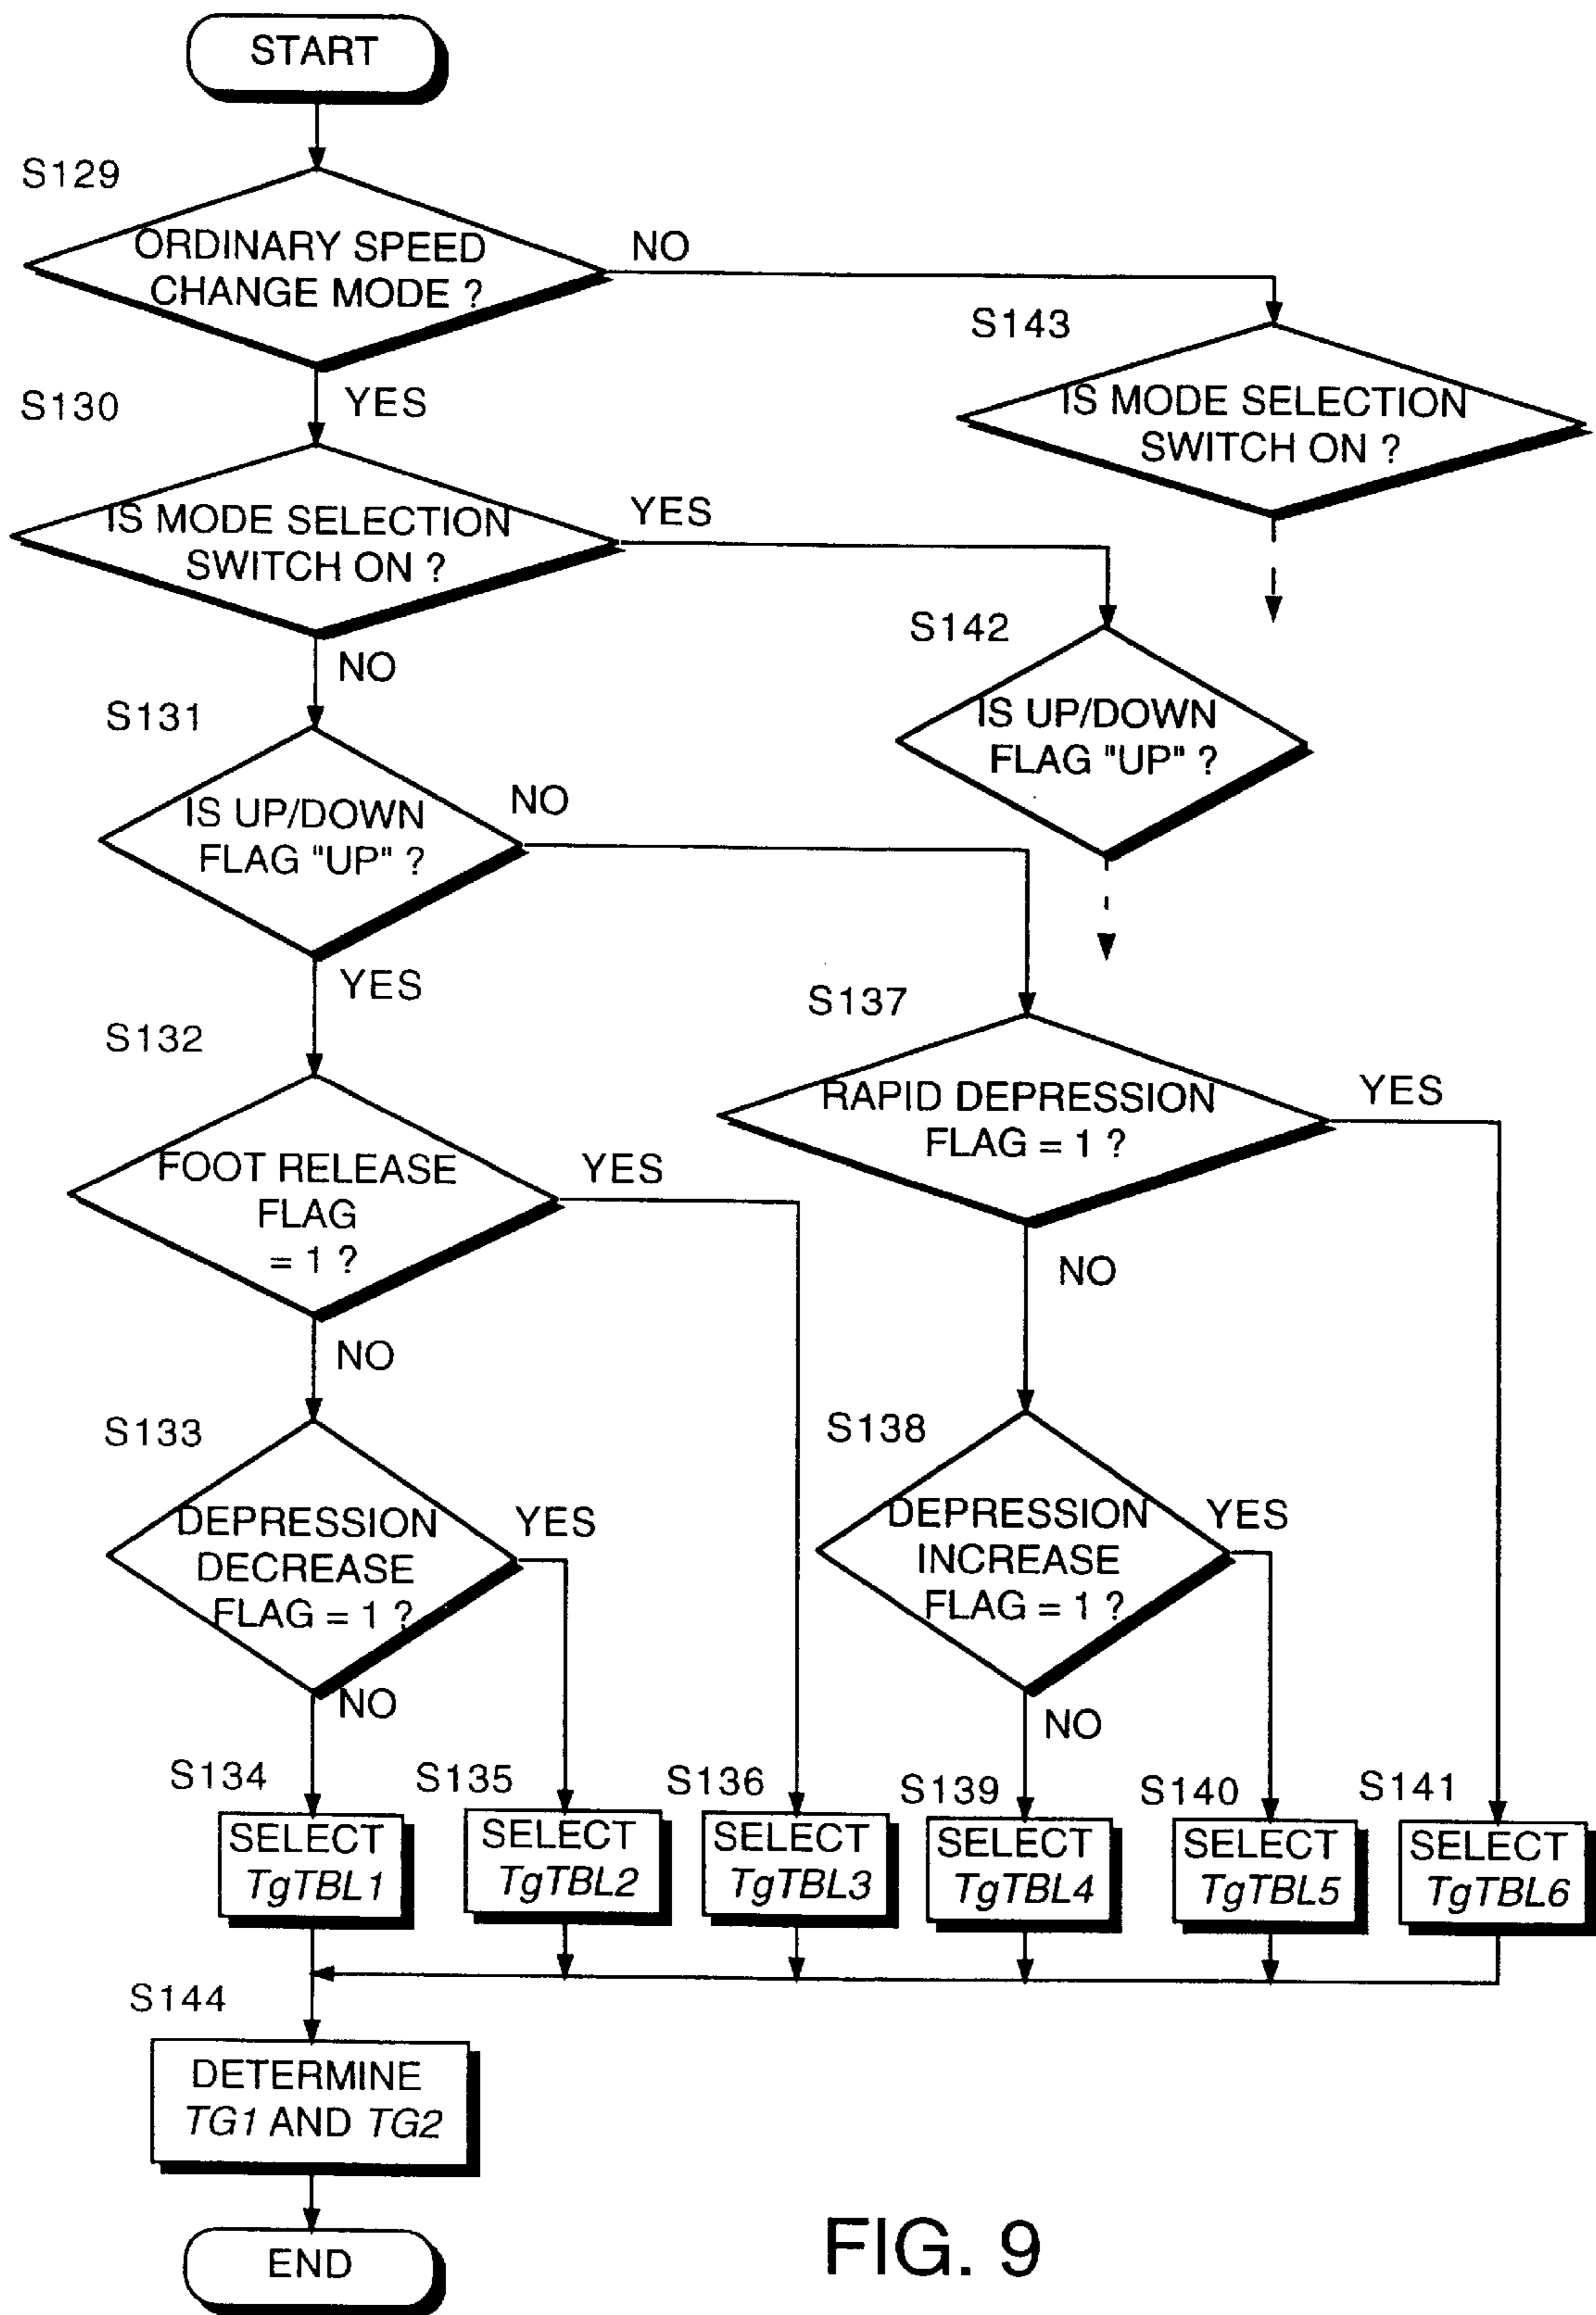 START
S129
ORDINARY SPEED
CHANGE MODE ?
NO
YES
S143
IS MODE SELECTION
SWITCH ON ?
S130
IS MODE SELECTION
SWITCH ON ?
YES
NO
S142
IS UP/DOWN
FLAG "UP" ?
S131
IS UP/DOWN
FLAG "UP" ?
NO
YES
S137
RAPID DEPRESSION
FLAG = 1 ?
YES
NO
S132
FOOT RELEASE
FLAG
= 1 ?
YES
NO
S133
DEPRESSION
DECREASE
FLAG = 1 ?
YES
NO
S138
DEPRESSION
INCREASE
FLAG = 1 ?
YES
NO
S134
SELECT
TgTBL1
S135
SELECT
TgTBL2
S136
SELECT
TgTBL3
S139
SELECT
TgTBL4
S140
SELECT
TgTBL5
S141
SELECT
TgTBL6
S144
DETERMINE
TG1 AND TG2
END
FIG. 9